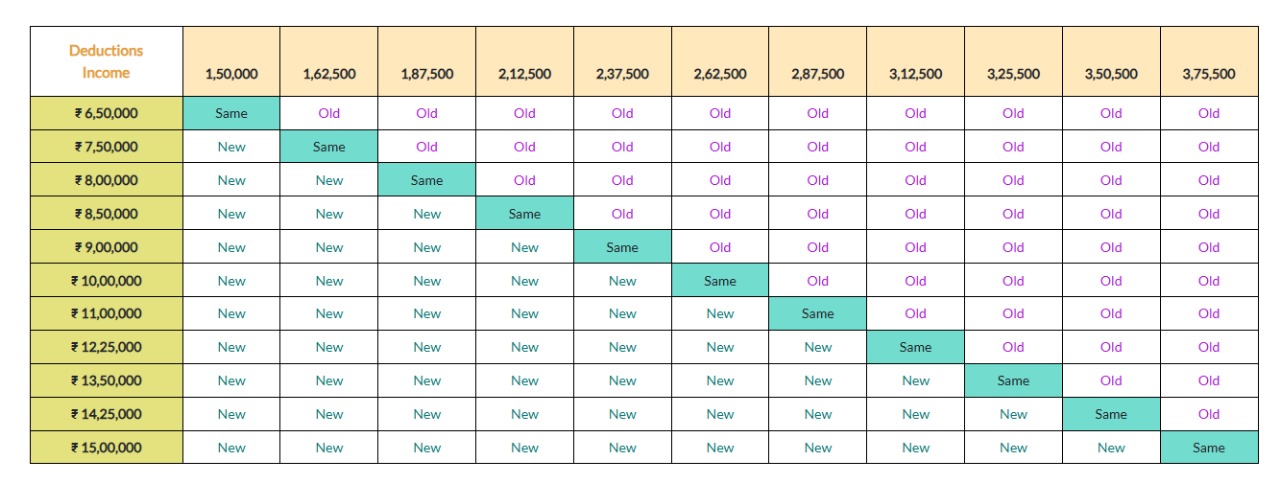 Deductions
Income 1,50,000 1,62,500 1,87,500 2,12,500 2,37,500 2,62,500 2,87,500 3,12,500 3,25,500 3,50,500 3,75,500
₹ 6,50,000 Same Old Old Old Old Old Old Old Old Old Old
₹ 7,50,000 New Same Old Old Old Old Old Old Old Old Old
₹ 8,00,000 New New Same Old Old Old Old Old Old Old Old
₹ 8,50,000 New New New Same Old Old Old Old Old Old Old
₹ 9,00,000 New New New New Same Old Old Old Old Old Old
₹ 10,00,000 New New New New New Same Old Old Old Old Old
₹ 11,00,000 New New New New New New Same Old Old Old Old
₹ 12,25,000 New New New New New New New Same Old Old Old
₹ 13,50,000 New New New New New New New New Same Old Old
₹ 14,25,000 New New New New New New New New New Same Old
₹ 15,00,000 New New New New New New New New New New Same